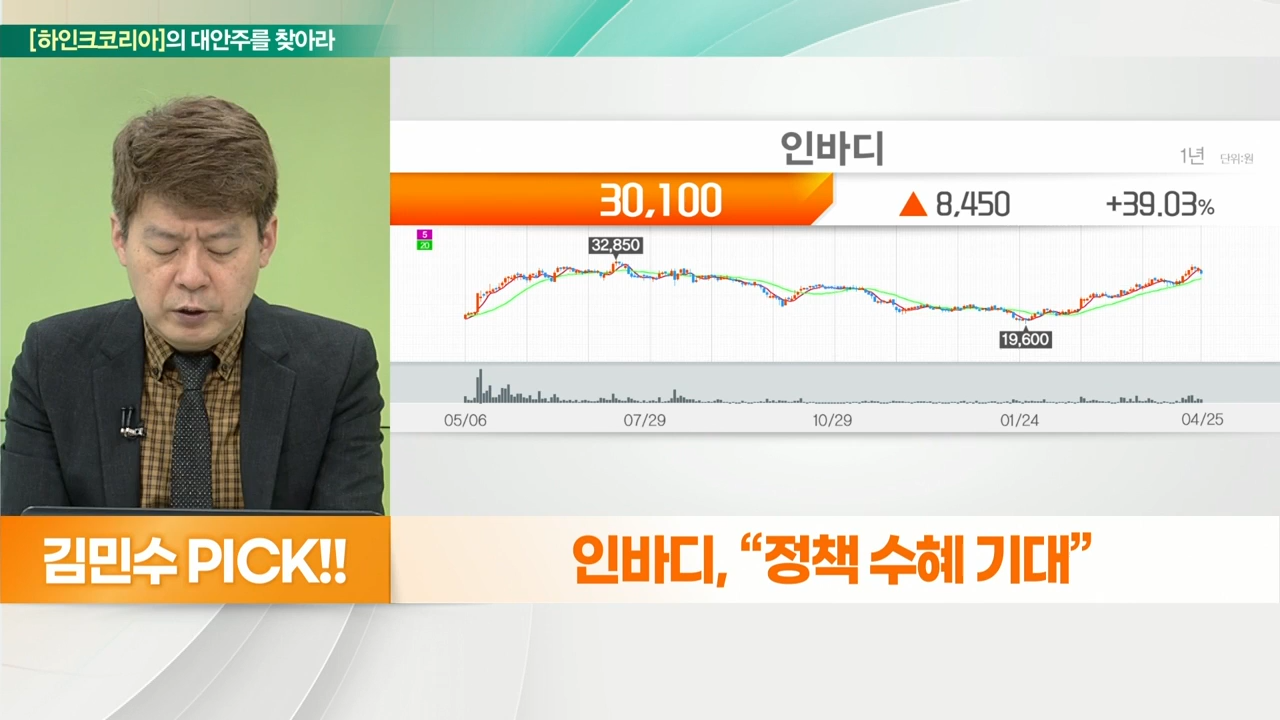 [하인크코리아]의 대안주를 찾아라
인바디
1년 단위:원
30,100 ▲ 8,450 +39.03%
5
20
32,850
19,600
05/06 07/29 10/29 01/24 04/25
김민수 PICK!!
인바디, “정책 수혜 기대”